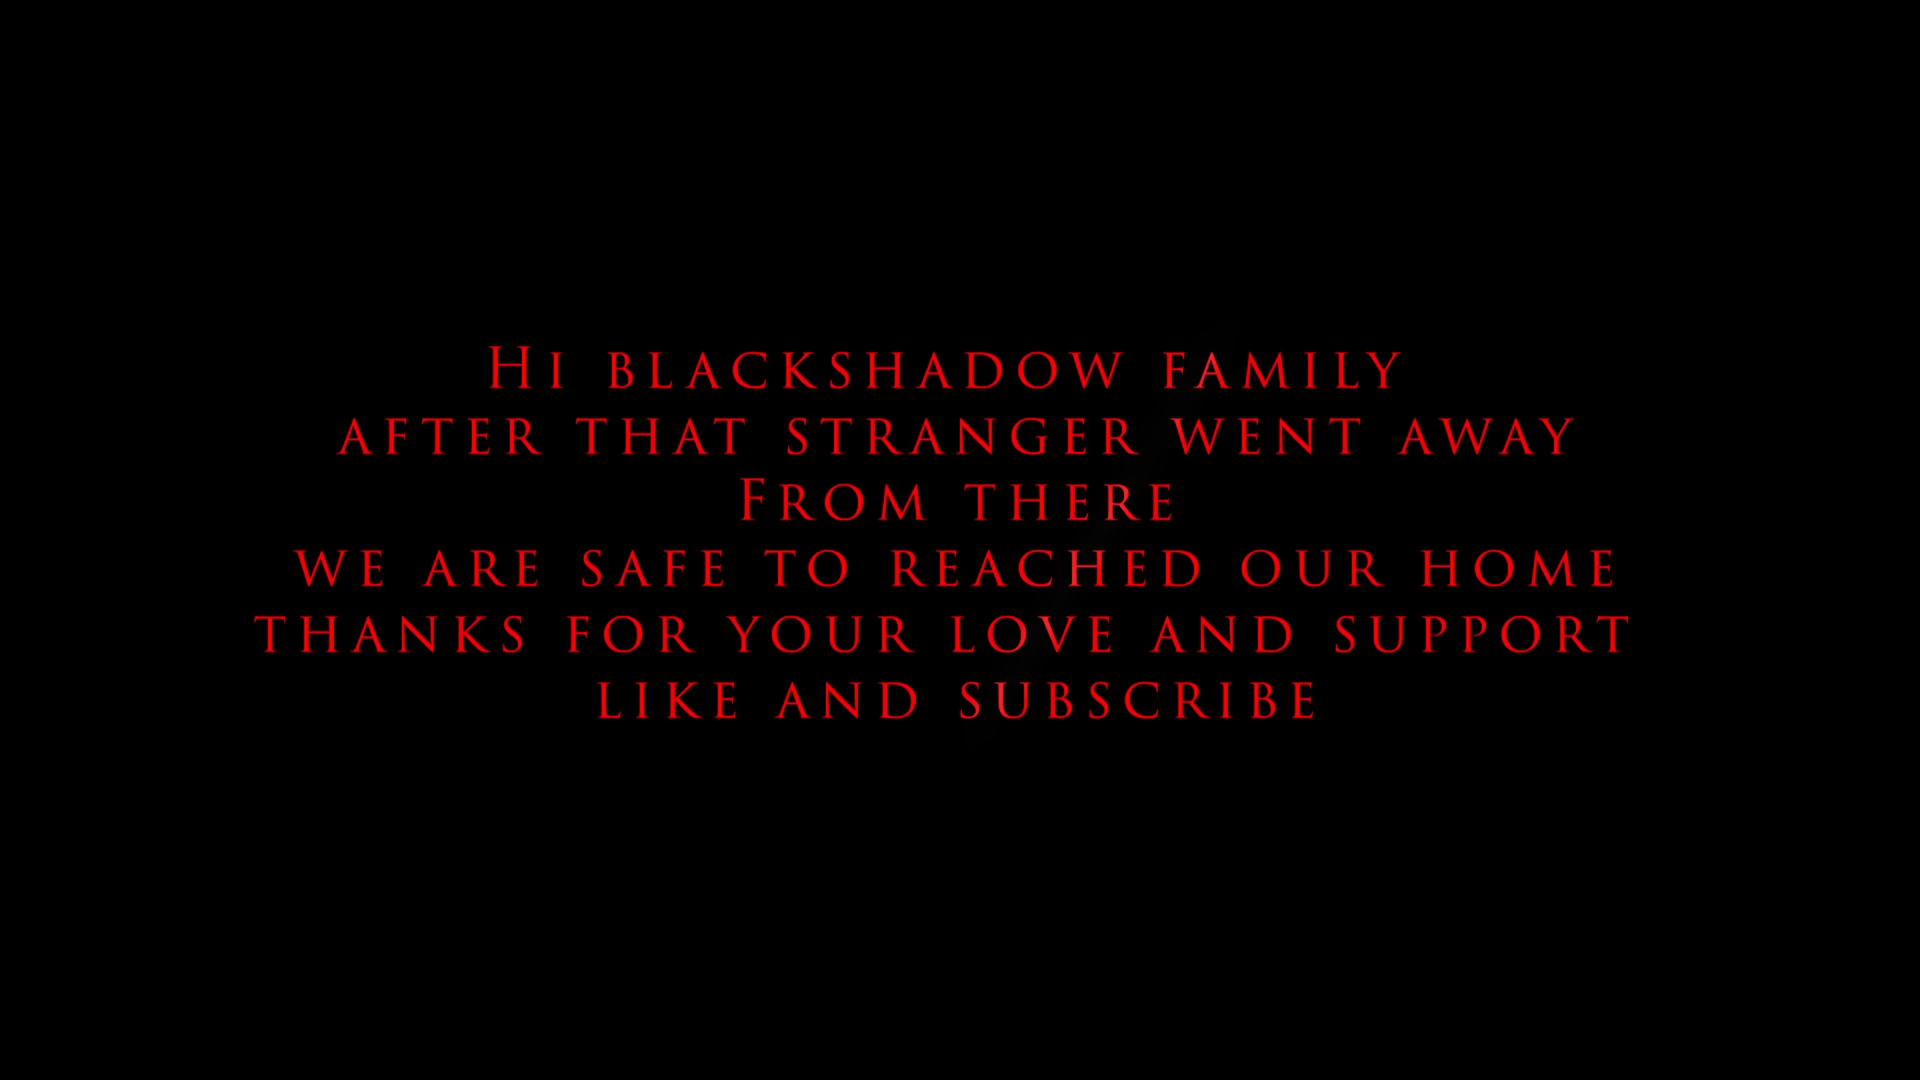 Hi blackshadow family
after that stranger went away
From there
we are safe to reached our home
thanks for your love and support
like and subscribe